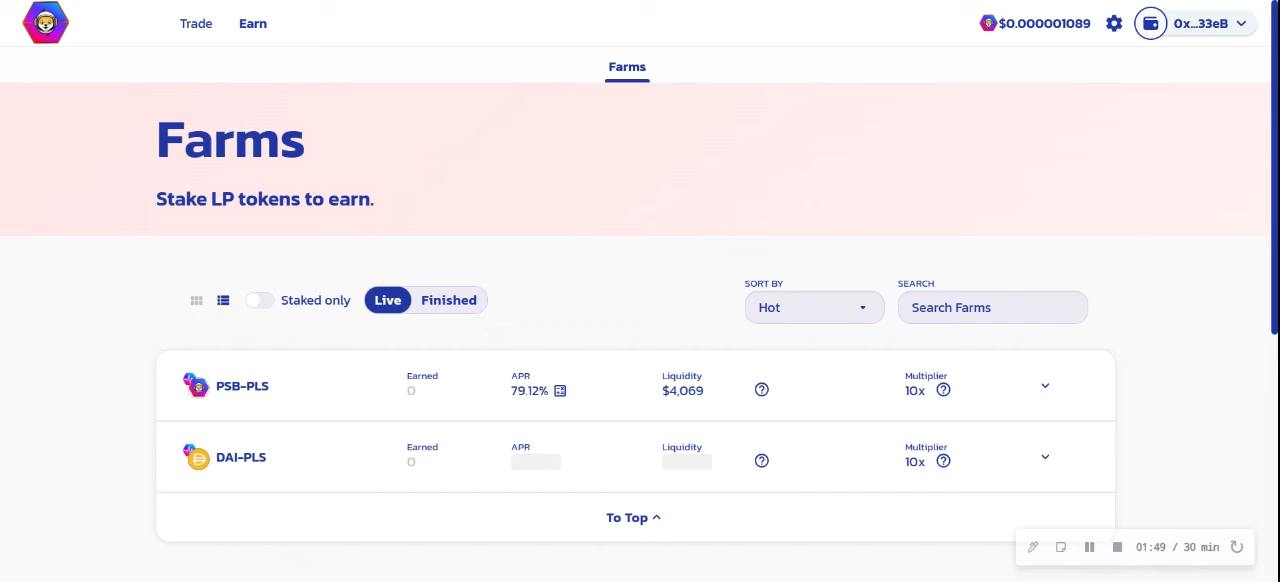 Trade Earn $0.000001089 0x...33eB
Farms
Farms
Stake LP tokens to earn.
SORT BY SEARCH
Staked only Live Finished Hot Search Farms
Earned APR Liquidity Multiplier
PSB-PLS 0 79.12% $4,069 10x
Earned APR Liquidity Multiplier
DAI-PLS 0 10x
To Top
01:49 / 30 min